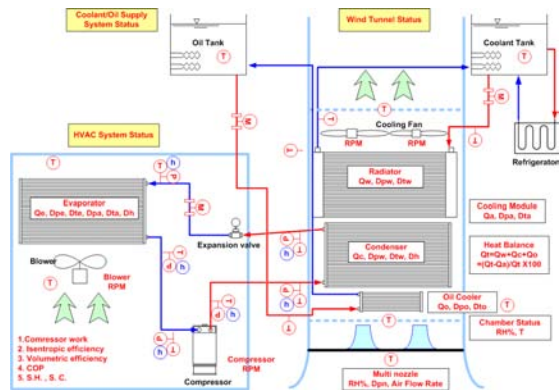 Coolant/Oil Supply
System Status
Wind Tunnel Status
Oil Tank
T
Coolant Tank
T
M
T
M
T
T
Cooling Fan
RPM
RPM
Refrigeraton
HVAC System Status
T
T
Radiator
Qw, Dpw, Dtw
Evaporator
Qe, Dpe, Dte, Dpa, Dta, Dh
T P h
M
Expansion valve
Cooling Module
Qa, Dpa, Dta
Condenser
Qc, Dpw, Dtw, Dh
T P h
Heat Balance
Qt=Qw+Qc+Qo
=(Qt-Qa)/Qt X100
Blower
Blower
RPM
T
T P h
T P h
T P h
Oil Cooler
Qo, Dpo, Dto
T
T
Chamber Status
RH%, T
1.Comressor work
2. Isentropic efficiency
3. Volumetric efficiency
4. COP
5. S.H. , S. C.
Compressor
RPM
Compressor
T
Multi nozzle
RH%, Dpn, Air Flow Rate